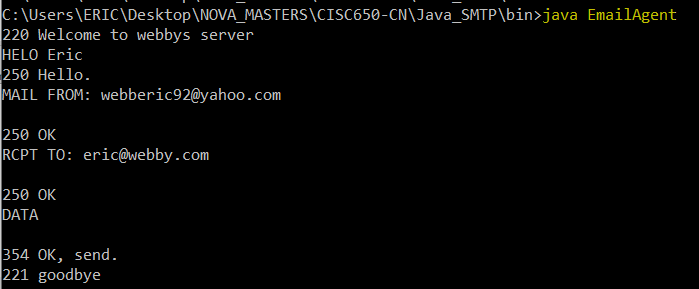 C:\Users\ERIC\Desktop\NOVA_MASTERS\CISC650-CN\Java_SMTP\bin>java EmailAgent
220 Welcome to webbys server
HELO Eric
250 Hello.
MAIL FROM: webberic92@yahoo.com
250 OK
RCPT TO: eric@webby.com
250 OK
DATA
354 OK, send.
221 goodbye